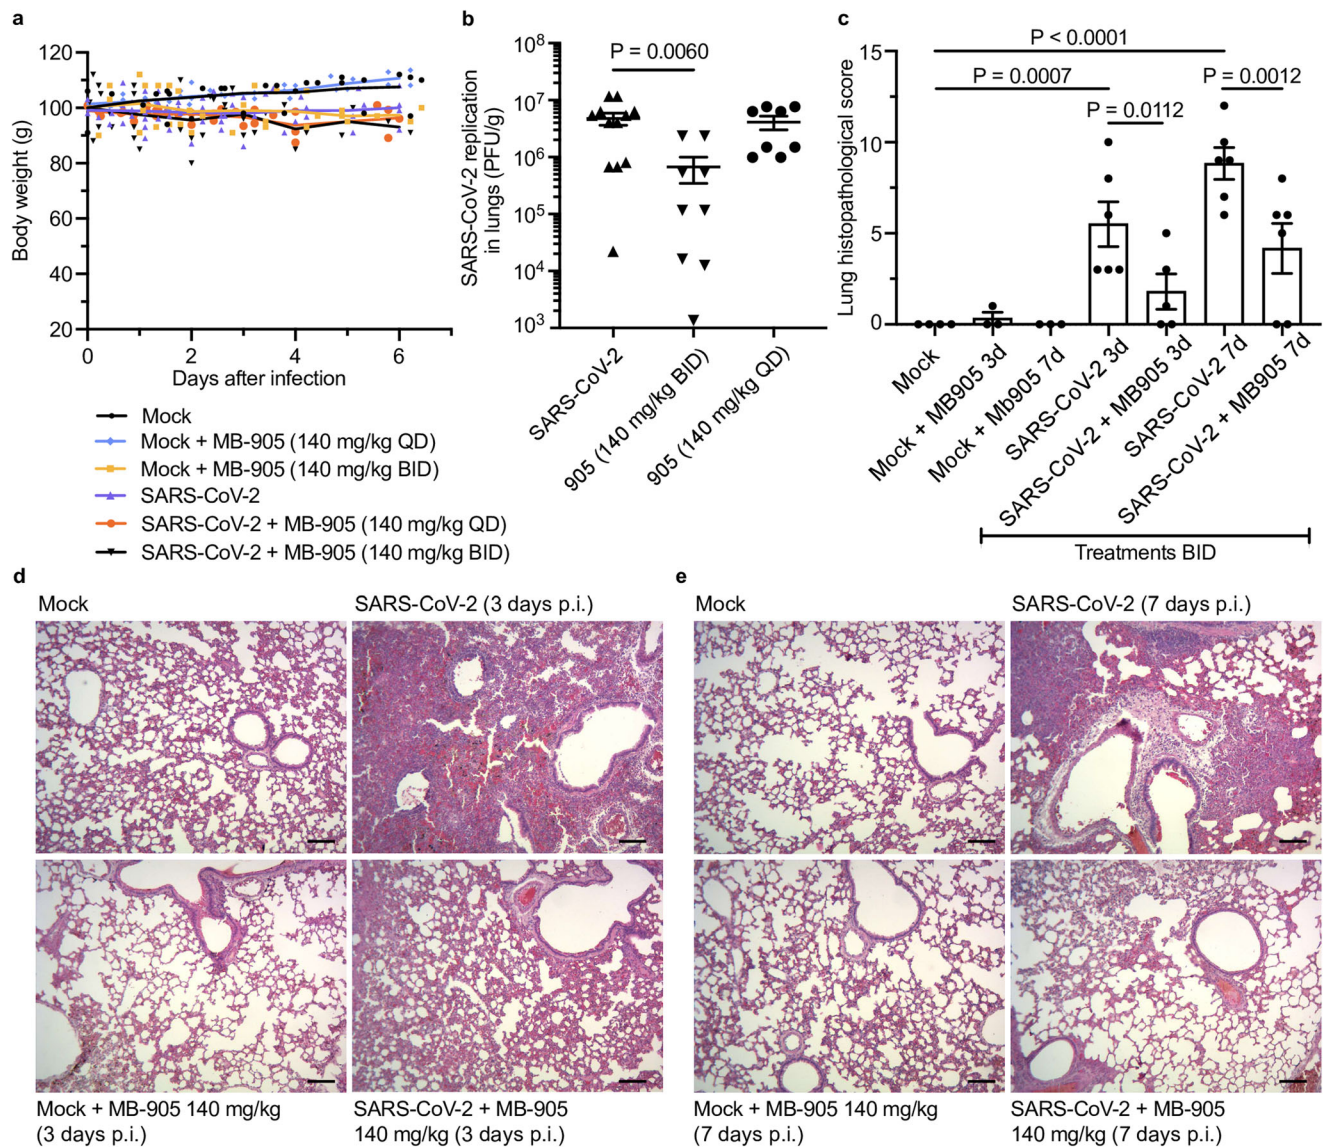 a
120
100
80
60
40
20
Body weight (g)
0
2
4
6
Days after infection
Mock
Mock + MB-905 (140 mg/kg QD)
Mock + MB-905 (140 mg/kg BID)
SARS-CoV-2
SARS-CoV-2 + MB-905 (140 mg/kg QD)
SARS-CoV-2 + MB-905 (140 mg/kg BID)
b
P = 0.0060
10⁸
10⁷
10⁶
10⁵
10⁴
10³
SARS-CoV-2 replication
in lungs (PFU/g)
SARS-CoV-2
905 (140 mg/kg BID)
905 (140 mg/kg QD)
c
P < 0.0001
P = 0.0007
P = 0.0012
P = 0.0112
15
10
5
0
Lung histopathological score
Mock
Mock + MB905 3d
Mock + Mb905 7d
SARS-CoV-2 3d
SARS-CoV-2 + MB905 3d
SARS-CoV-2 7d
SARS-CoV-2 + MB905 7d
Treatments BID
d
Mock
SARS-CoV-2 (3 days p.i.)
Mock + MB-905 140 mg/kg
(3 days p.i.)
SARS-CoV-2 + MB-905
140 mg/kg (3 days p.i.)
e
Mock
SARS-CoV-2 (7 days p.i.)
Mock + MB-905 140 mg/kg
(7 days p.i.)
SARS-CoV-2 + MB-905
140 mg/kg (7 days p.i.)